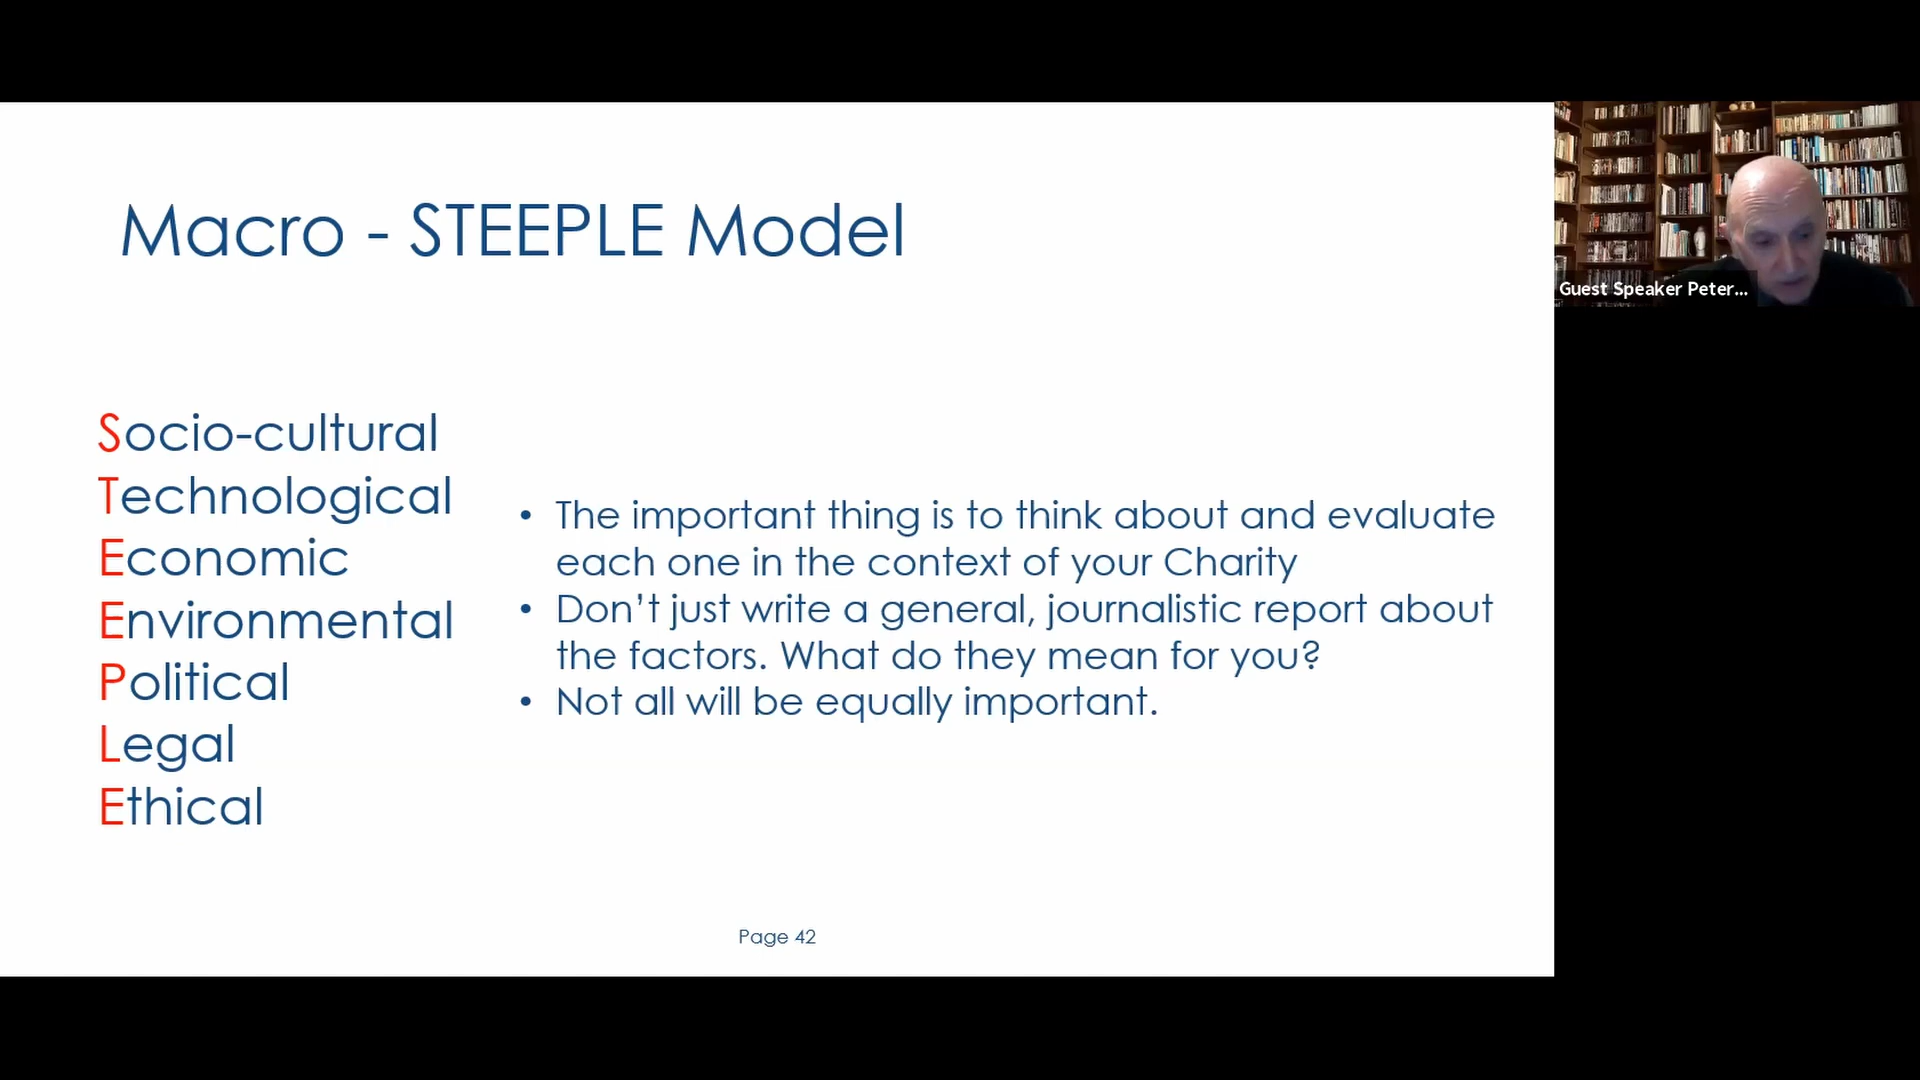 Macro - STEEPLE Model
Socio-cultural
Technological
Economic
Environmental
Political
Legal
Ethical
• The important thing is to think about and evaluate
each one in the context of your Charity
• Don’t just write a general, journalistic report about
the factors. What do they mean for you?
• Not all will be equally important.
Page 42
Guest Speaker Peter...